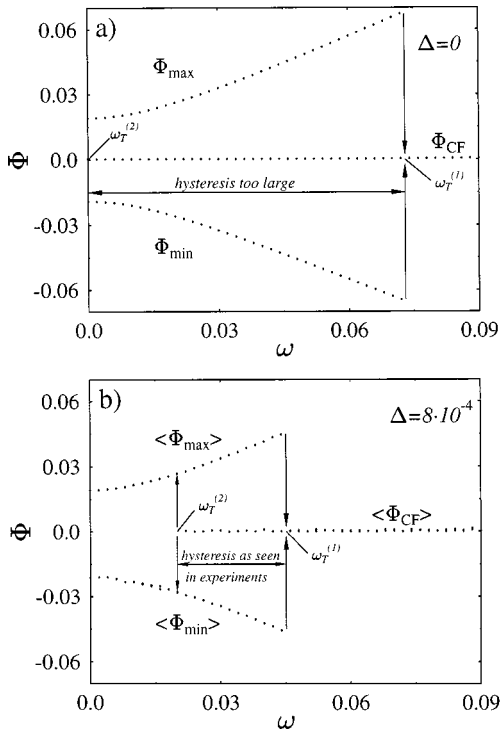 a)
0.06
Φmax
Δ=0
0.03
ωT(2)
Φ
0.0
ΦCF
hysteresis too large
ωT(1)
-0.03
Φmin
-0.06
0.0 0.03 0.06 0.09
ω
b)
0.06
<Φmax>
Δ=8·10-4
0.03
ωT(2)
<ΦCF>
Φ
0.0
hysteresis as seen
ωT(1)
in experiments
-0.03
<Φmin>
-0.06
0.0 0.03 0.06 0.09
ω